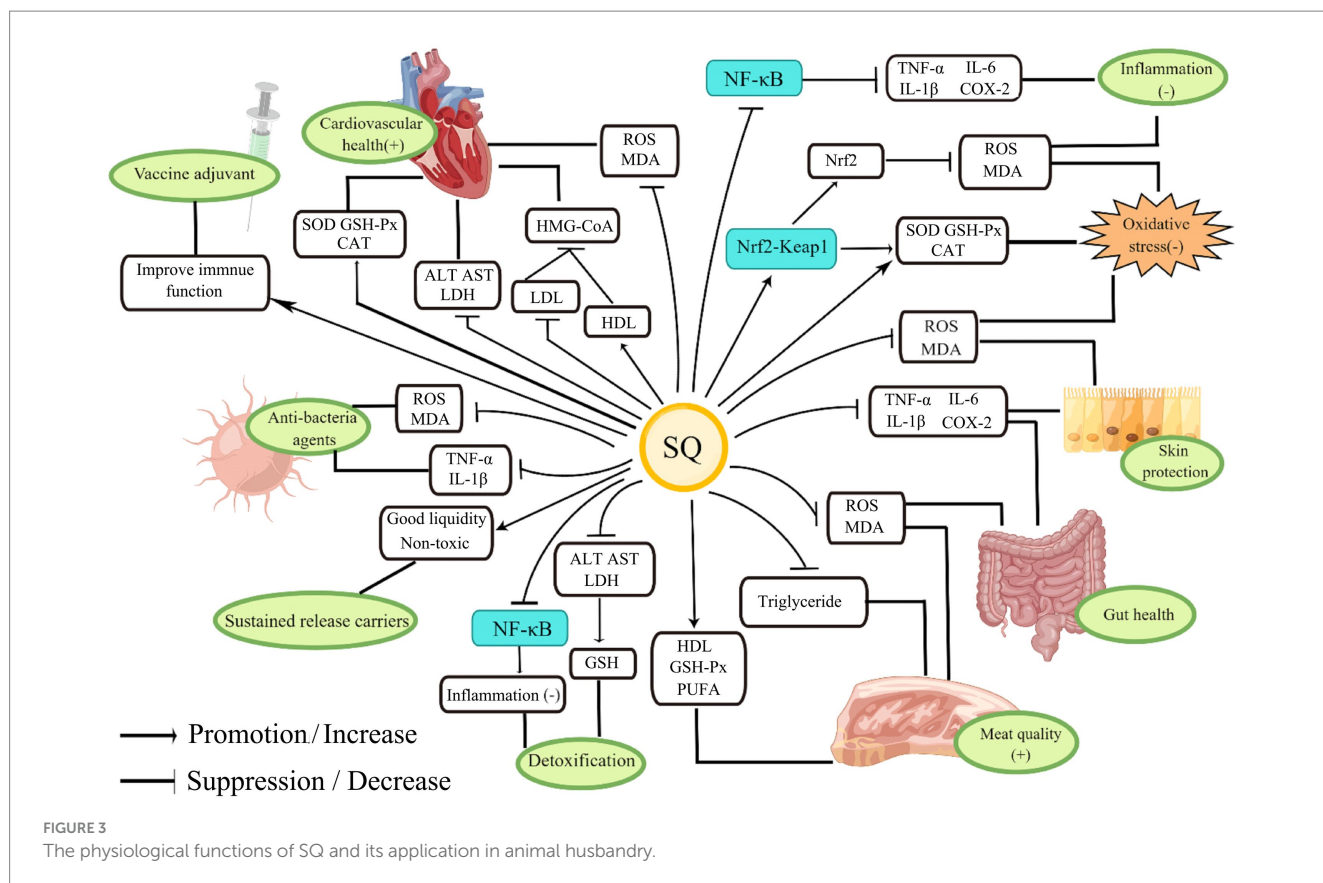 NF-κB
TNF-α IL-6
IL-1β COX-2
Inflammation
(-)
Cardiovascular
health(+)
ROS
MDA
Nrf2
ROS
MDA
Vaccine adjuvant
SOD GSH-Px
CAT
HMG-CoA
Nrf2-Keap1
SOD GSH-Px
CAT
Oxidative
stress(-)
Improve immnue
function
ALT AST
LDH
LDL
HDL
ROS
MDA
Anti-bacteria
agents
ROS
MDA
TNF-α IL-6
IL-1β COX-2
SQ
Skin
protection
TNF-α
IL-1β
Good liquidity
Non-toxic
ROS
MDA
ALT AST
LDH
Triglyceride
Sustained release carriers
Gut health
NF-κB
GSH
HDL
GSH-Px
PUFA
Inflammation (-)
Meat quality
(+)
Detoxification
Promotion / Increase
Suppression / Decrease
FIGURE 3
The physiological functions of SQ and its application in animal husbandry.